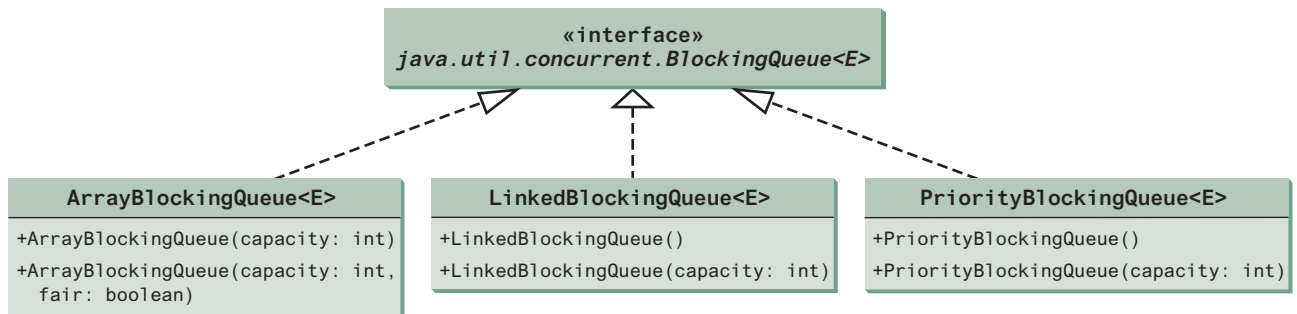 «interface»
java.util.concurrent.BlockingQueue<E>
ArrayBlockingQueue<E>
+ArrayBlockingQueue(capacity: int)
+ArrayBlockingQueue(capacity: int,
fair: boolean)
LinkedBlockingQueue<E>
+LinkedBlockingQueue()
+LinkedBlockingQueue(capacity: int)
PriorityBlockingQueue<E>
+PriorityBlockingQueue()
+PriorityBlockingQueue(capacity: int)